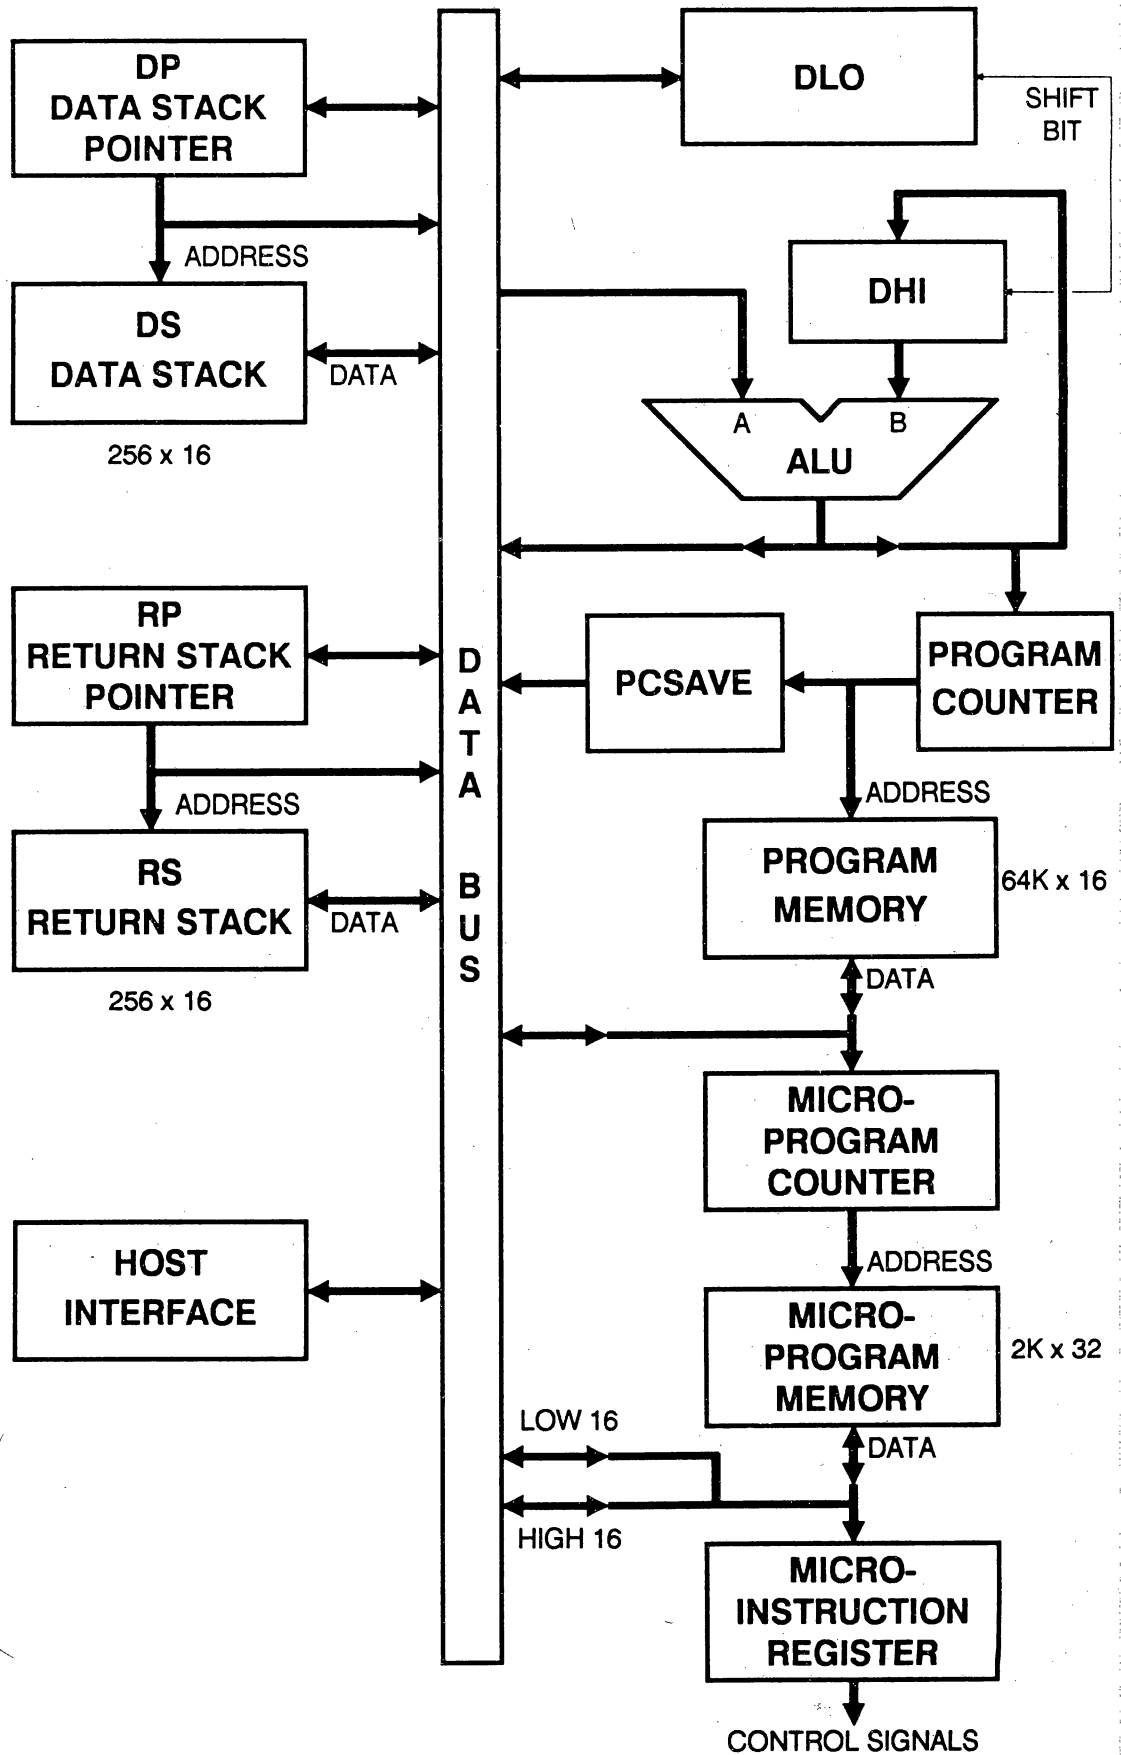 DP
DATA STACK
POINTER
ADDRESS
DS
DATA STACK
DATA
256 x 16
RP
RETURN STACK
POINTER
ADDRESS
RS
RETURN STACK
DATA
256 x 16
HOST
INTERFACE
DATA BUS
DLO
SHIFT
BIT
DHI
A
B
ALU
PCSAVE
PROGRAM
COUNTER
ADDRESS
PROGRAM
MEMORY
64K x 16
DATA
MICRO-
PROGRAM
COUNTER
ADDRESS
MICRO-
PROGRAM
MEMORY
2K x 32
LOW 16
DATA
HIGH 16
MICRO-
INSTRUCTION
REGISTER
CONTROL SIGNALS